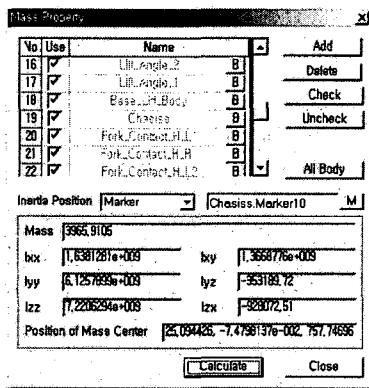 Mass Property
No Use Name
Add
16 Lift_Angle_2 B
17 Lift_Angle_1 B
Delete
18 B
Check
19 Chasiss B
Uncheck
20 Fork_Contact_H_L B
21 Fork_Contact_H_R B
22 Fork_Contact_H_L2 B
All Body
Inertia Position Marker Chasiss.Marker10 M
Mass 3965,9105
Ixx 1,6381281e+009 Ixy 1,3668776e+009
Iyy 6,1257899e+009 Iyz -953189,72
Izz 7,2206294e+009 Izx -928072,51
Position of Mass Center 25,094426, -7,4798137e-002, 757,74696
Calculate Close